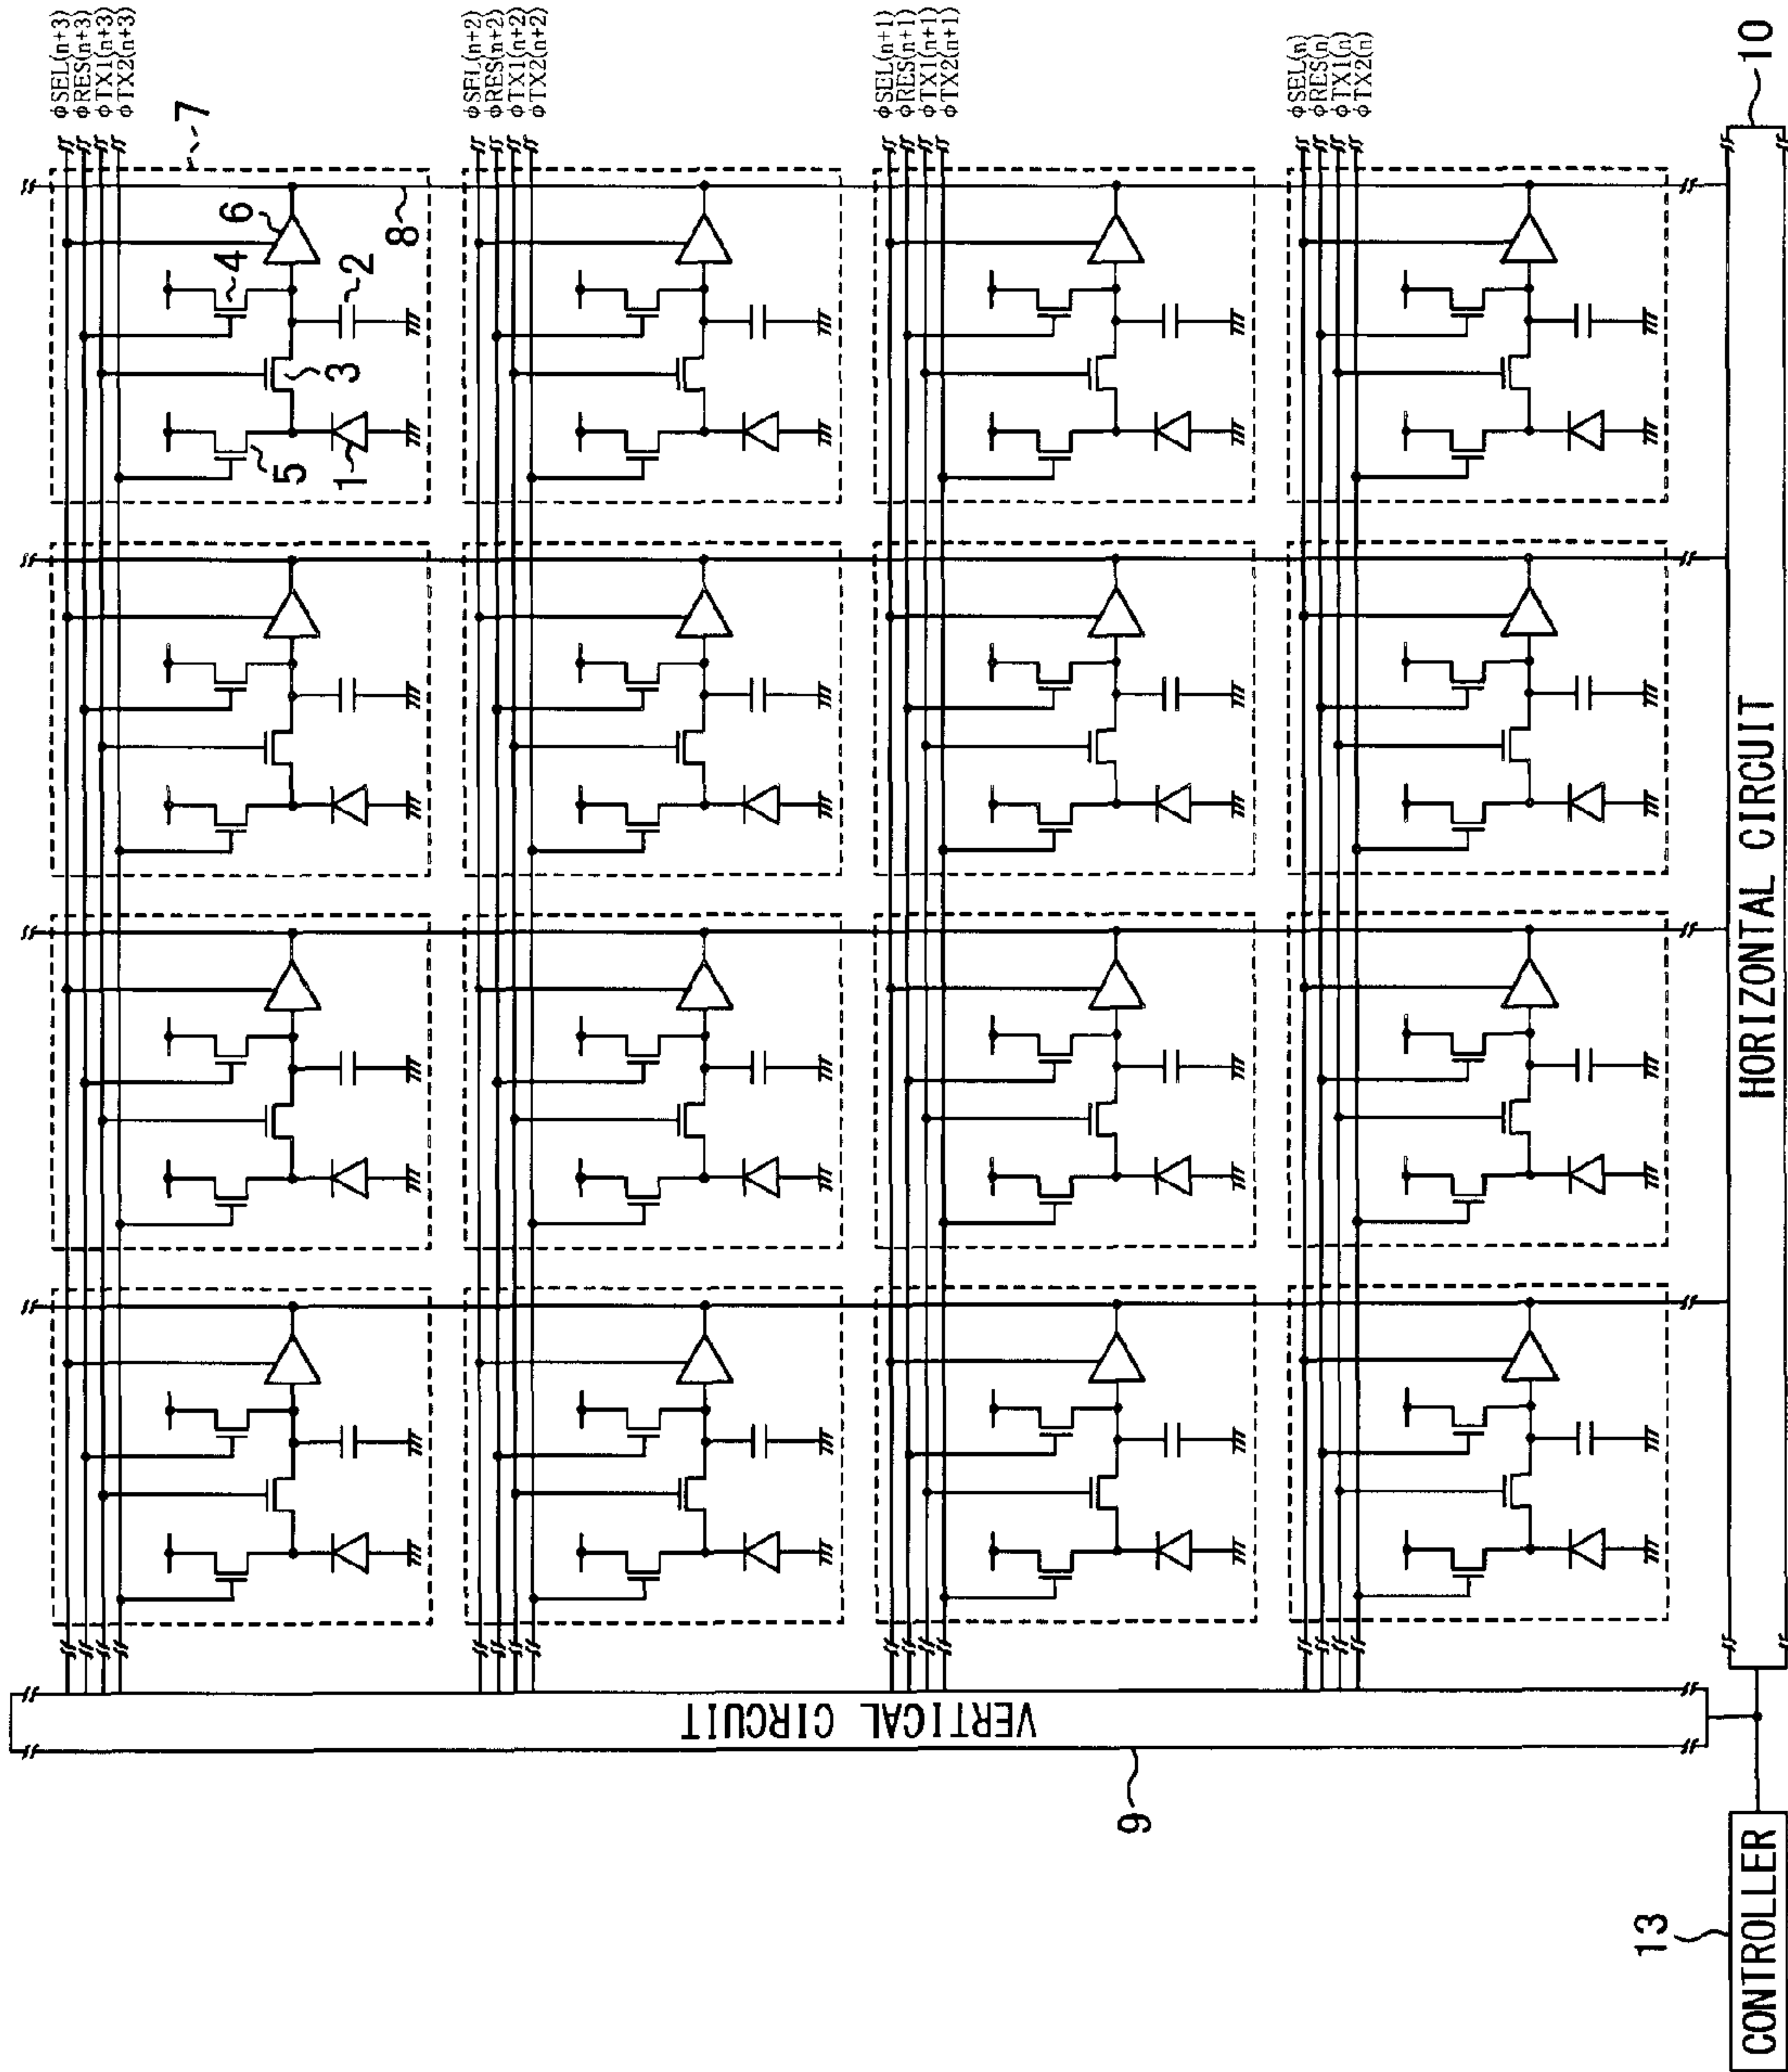 φSEL(n+3)
φRES(n+3)
φTX1(n+3)
φTX2(n+3)
7
6
4
2
3
8
5
1
φSEL(n+2)
φRES(n+2)
φTX1(n+2)
φTX2(n+2)
φSEL(n+1)
φRES(n+1)
φTX1(n+1)
φTX2(n+1)
φSEL(n)
φRES(n)
φTX1(n)
φTX2(n)
10
HORIZONTAL CIRCUIT
VERTICAL CIRCUIT
9
13
CONTROLLER